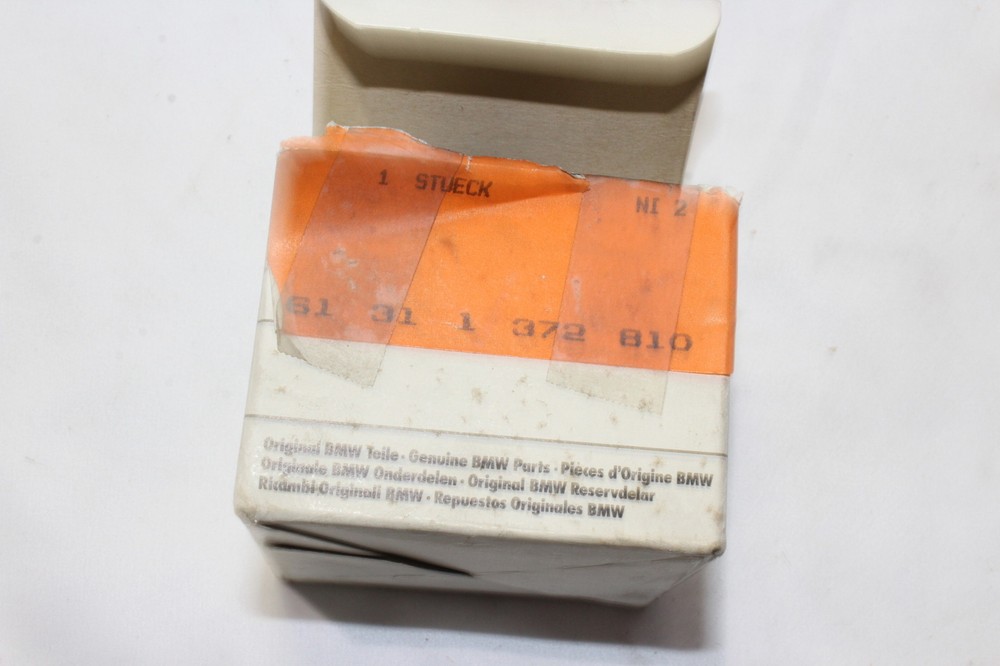 1 STUECK
NI 2
61 31 1 372 810
Original BMW Teile · Genuine BMW Parts · Pièces d'Origine BMW
Originale BMW Onderdelen · Original BMW Reservdelar
Ricambi Originali BMW · Repuestos Originales BMW